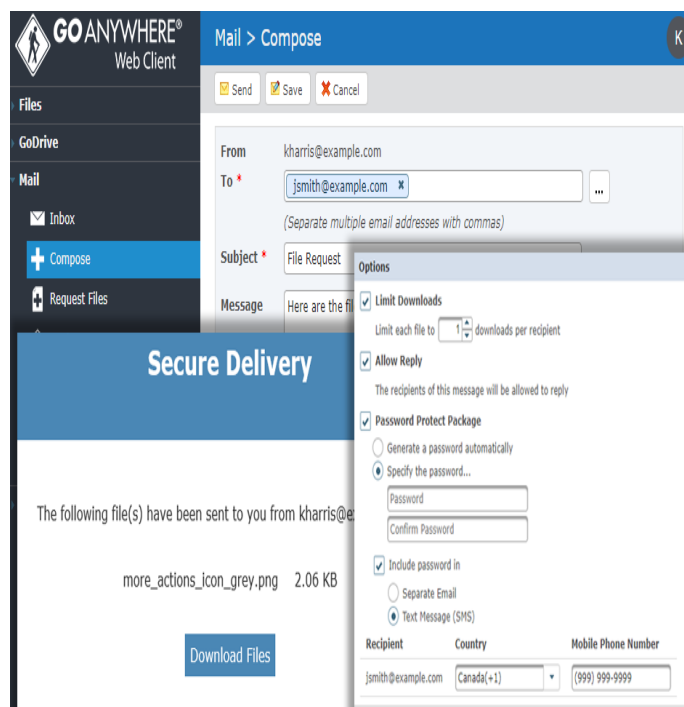 GO ANYWHERE®
Web Client
Files
GoDrive
Mail
Inbox
Compose
Request Files
Mail > Compose
K
Send Save Cancel
From kharris@example.com
To * jsmith@example.com x ...
(Separate multiple email addresses with commas)
Subject * File Request
Message Here are the fil
Secure Delivery
The following file(s) have been sent to you from kharris@e
more_actions_icon_grey.png 2.06 KB
Download Files
Options
Limit Downloads
Limit each file to 1 downloads per recipient
Allow Reply
The recipients of this message will be allowed to reply
Password Protect Package
Generate a password automatically
Specify the password...
Password
Confirm Password
Include password in
Separate Email
Text Message (SMS)
Recipient Country Mobile Phone Number
jsmith@example.com Canada(+1) (999) 999-9999